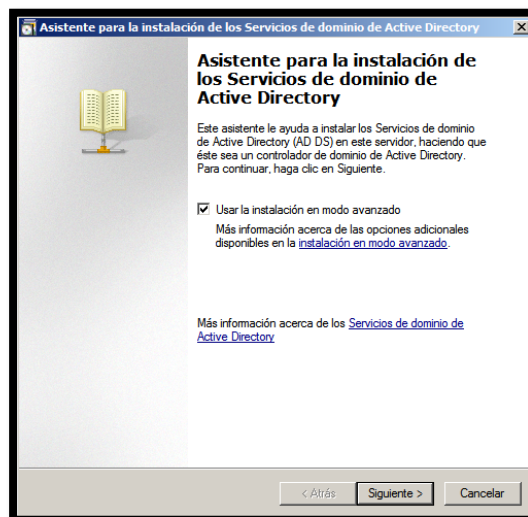 Asistente para la instalación de los Servicios de dominio de Active Directory
Asistente para la instalación de
los Servicios de dominio de
Active Directory
Este asistente le ayuda a instalar los Servicios de dominio
de Active Directory (AD DS) en este servidor, haciendo que
éste sea un controlador de dominio de Active Directory.
Para continuar, haga clic en Siguiente.
Usar la instalación en modo avanzado
Más información acerca de las opciones adicionales
disponibles en la instalación en modo avanzado.
Más información acerca de los Servicios de dominio de
Active Directory
< Atrás
Siguiente >
Cancelar